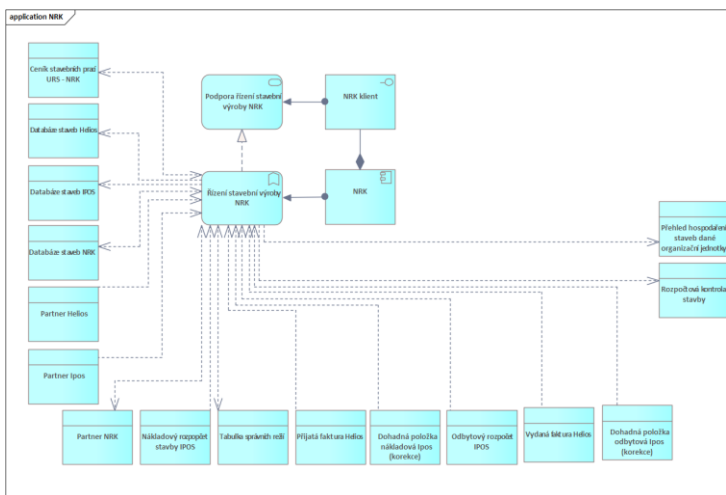 application NRK
Ceník stavebních prací
URS - NRK
Podpora řízení stavební
výroby NRK
NRK klient
Databáze staveb Helios
Databáze staveb IPOS
Řízení stavební výroby
NRK
NRK
Databáze staveb NRK
Přehled hospodaření
staveb dané
organizační jednotky
Rozpočtová kontrola
stavby
Partner Helios
Partner Ipos
Partner NRK
Nákladový rozpopčet
stavby IPOS
Tabulka správních režií
Přijatá faktura Helios
Dohadná položka
nákladová Ipos
(korekce)
Odbytový rozpočet
IPOS
Vydaná faktura Helios
Dohadná položka
odbytová Ipos
(korekce)